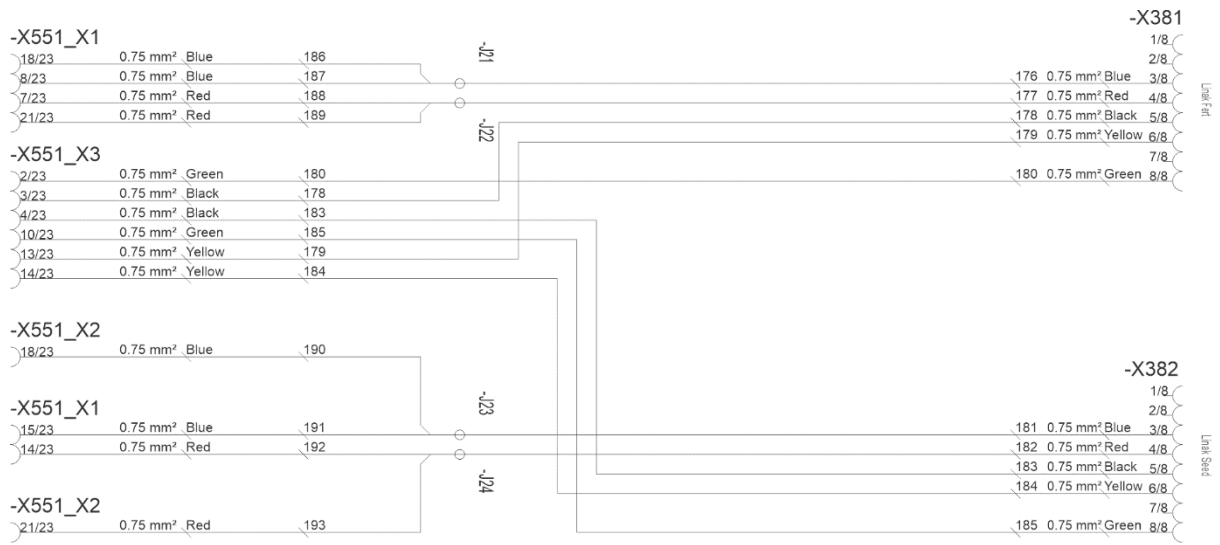 -X381
1/8
-X551_X1
-J21
18/23 0.75 mm² Blue 186
2/8
8/23 0.75 mm² Blue 187
176 0.75 mm² Blue 3/8
7/23 0.75 mm² Red 188
177 0.75 mm² Red 4/8
Linak Fert
21/23 0.75 mm² Red 189
178 0.75 mm² Black 5/8
-J22
179 0.75 mm² Yellow 6/8
-X551_X3
7/8
2/23 0.75 mm² Green 180
180 0.75 mm² Green 8/8
3/23 0.75 mm² Black 178
4/23 0.75 mm² Black 183
10/23 0.75 mm² Green 185
13/23 0.75 mm² Yellow 179
14/23 0.75 mm² Yellow 184
-X551_X2
18/23 0.75 mm² Blue 190
-X382
1/8
-X551_X1
-J23
2/8
15/23 0.75 mm² Blue 191
181 0.75 mm² Blue 3/8
14/23 0.75 mm² Red 192
182 0.75 mm² Red 4/8
Linak Seed
183 0.75 mm² Black 5/8
-J24
184 0.75 mm² Yellow 6/8
-X551_X2
7/8
21/23 0.75 mm² Red 193
185 0.75 mm² Green 8/8